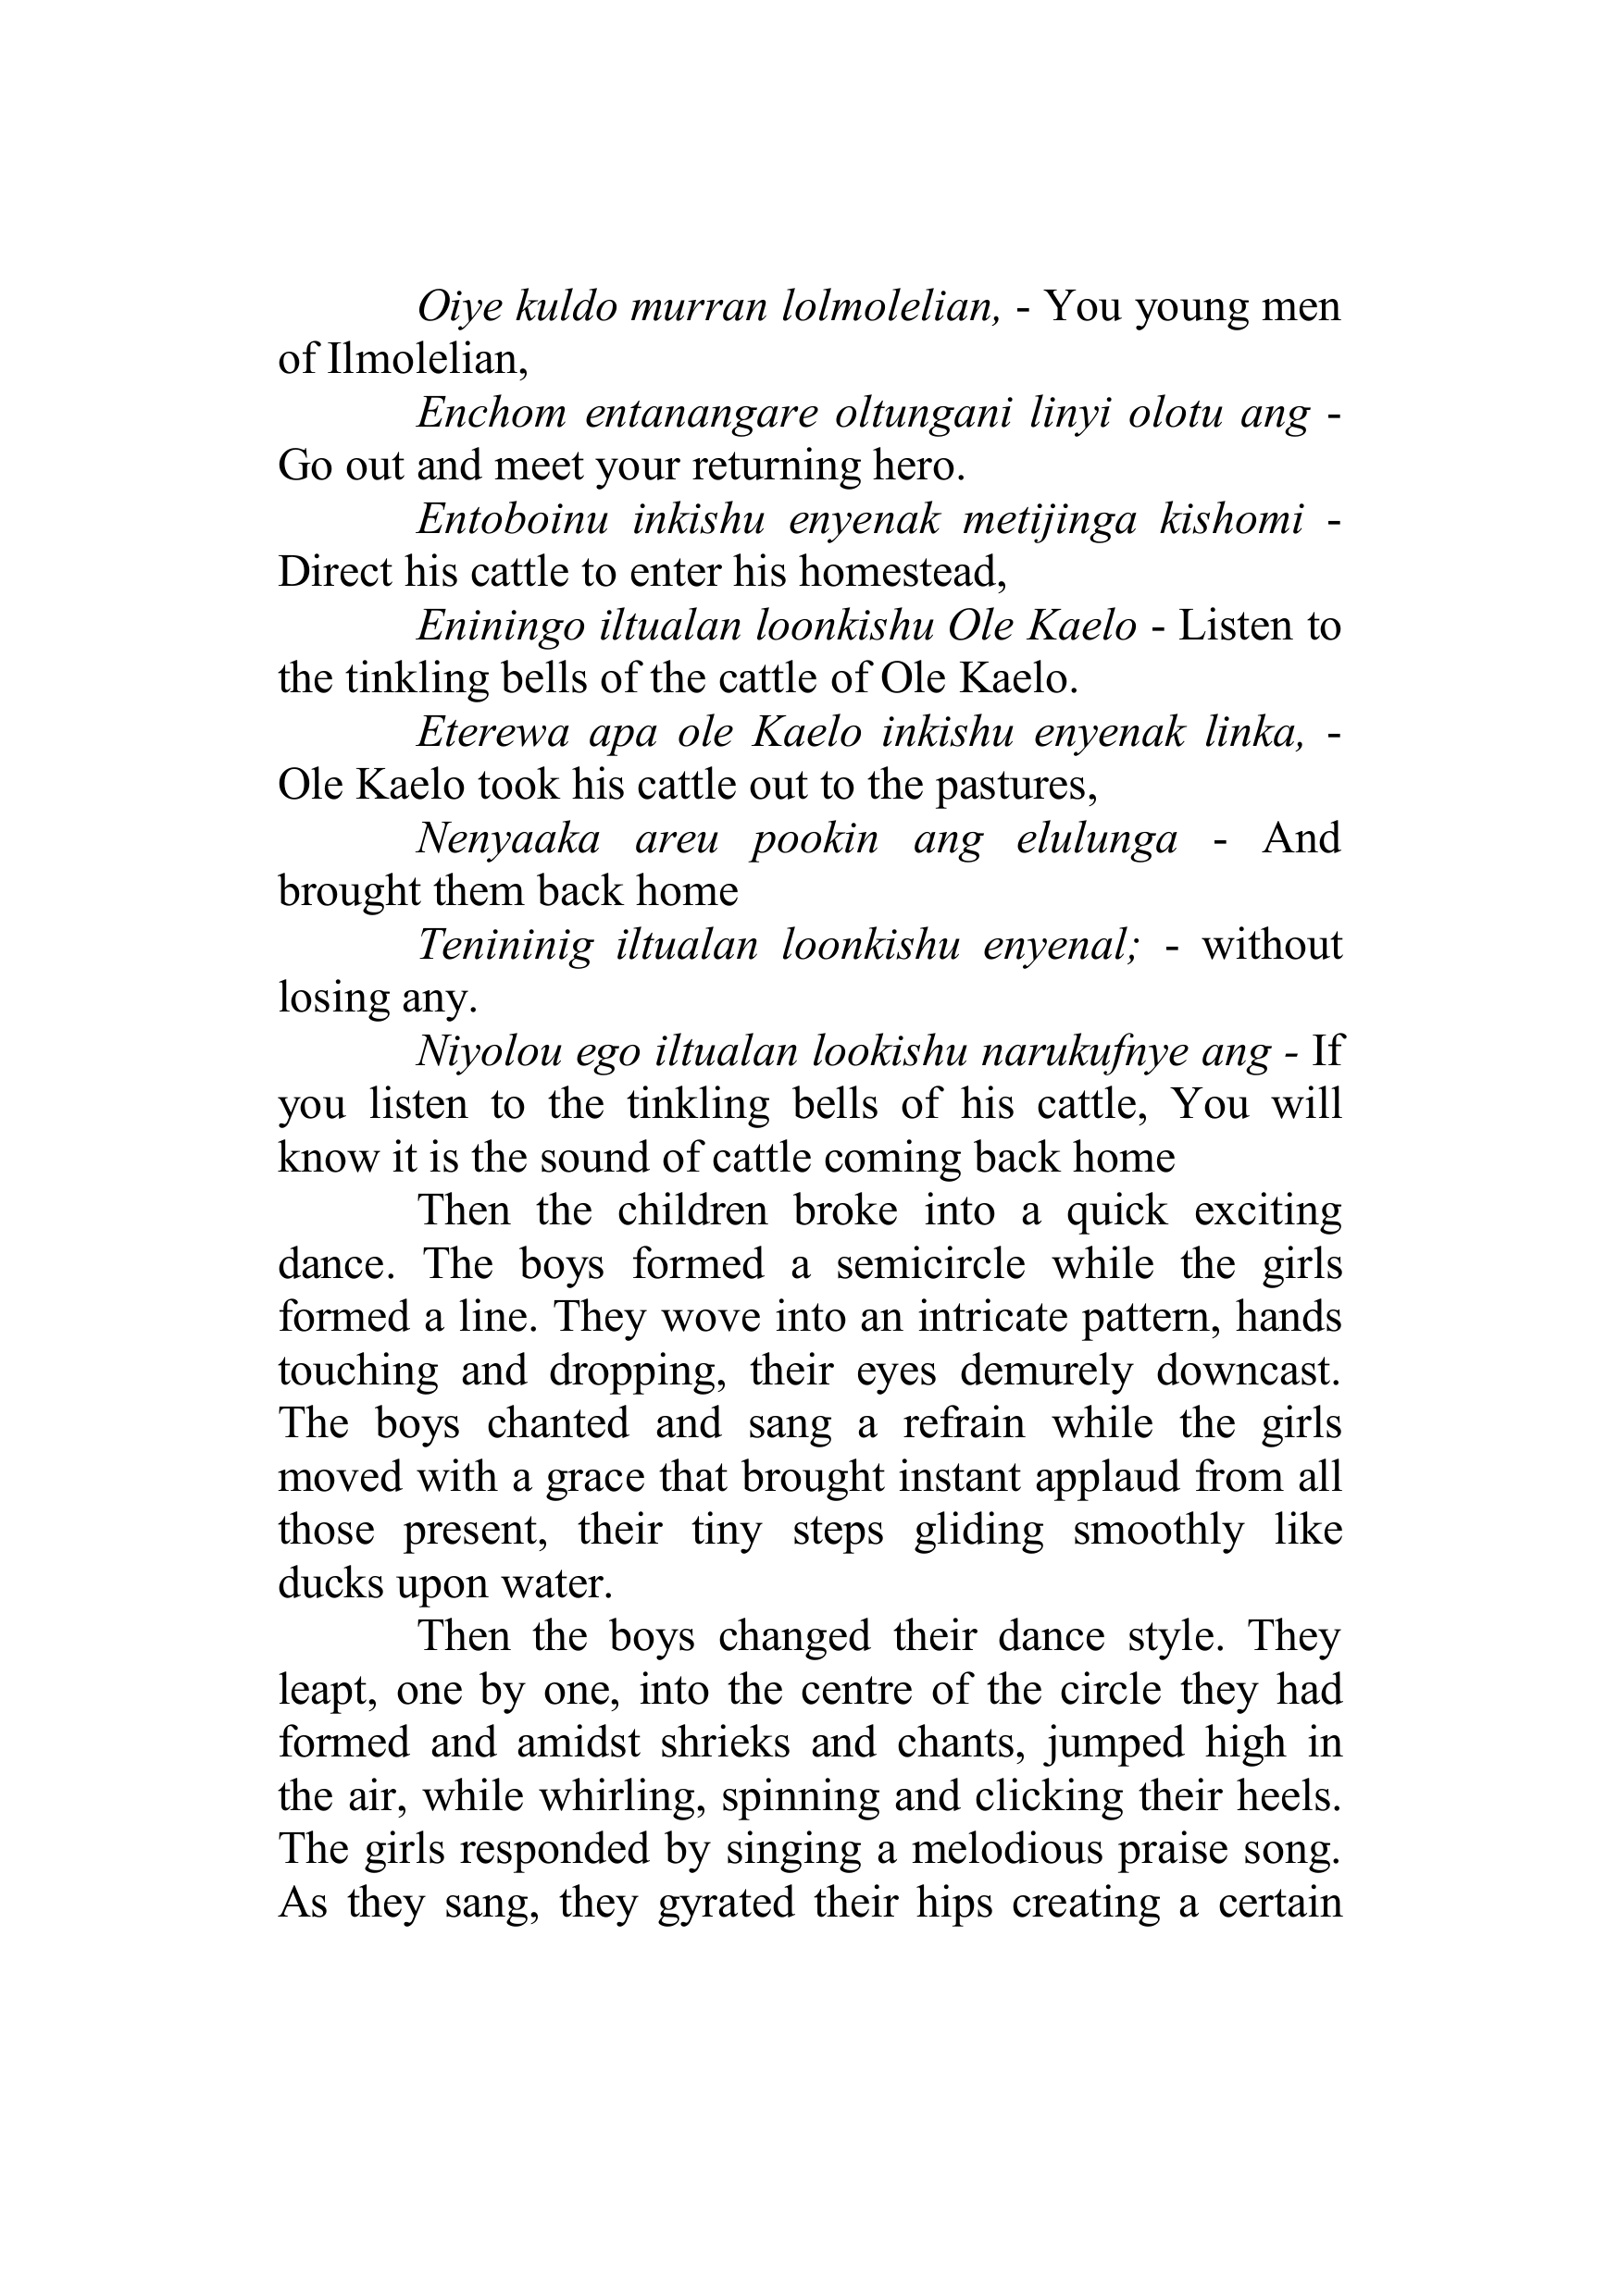 Oiye kuldo murran lolmolelian, - You young men
of Ilmolelian,
Enchom entanangare oltungani linyi olotu ang -
Go out and meet your returning hero.
Entoboinu inkishu enyenak metijinga kishomi -
Direct his cattle to enter his homestead,
Eniningo iltualan loonkishu Ole Kaelo - Listen to
the tinkling bells of the cattle of Ole Kaelo.
Eterewa apa ole Kaelo inkishu enyenak linka, -
Ole Kaelo took his cattle out to the pastures,
Nenyaaka areu pookin ang elulunga - And
brought them back home
Tenininig iltualan loonkishu enyenal; - without
losing any.
Niyolou ego iltualan lookishu narukufnye ang - If
you listen to the tinkling bells of his cattle, You will
know it is the sound of cattle coming back home
Then the children broke into a quick exciting
dance. The boys formed a semicircle while the girls
formed a line. They wove into an intricate pattern, hands
touching and dropping, their eyes demurely downcast.
The boys chanted and sang a refrain while the girls
moved with a grace that brought instant applaud from all
those present, their tiny steps gliding smoothly like
ducks upon water.
Then the boys changed their dance style. They
leapt, one by one, into the centre of the circle they had
formed and amidst shrieks and chants, jumped high in
the air, while whirling, spinning and clicking their heels.
The girls responded by singing a melodious praise song.
As they sang, they gyrated their hips creating a certain